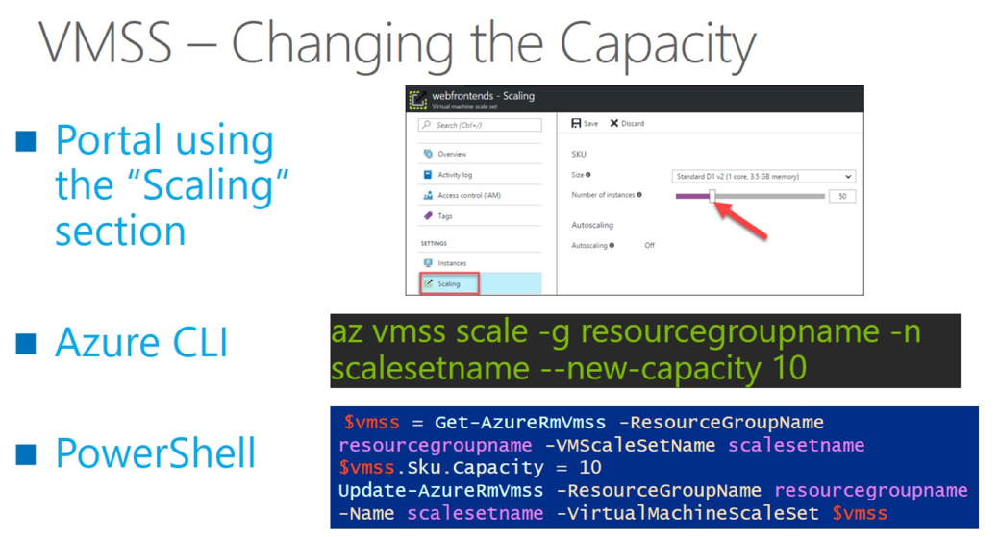 VMSS – Changing the Capacity
Portal using
the “Scaling”
section
webfrontends - Scaling
Virtual machine scale set
Search (Ctrl+/)
Overview
Activity log
Access control (IAM)
Tags
SETTINGS
Instances
Scaling
Save Discard
SKU
Size Standard D1 v2 (1 core, 3.5 GB memory)
Number of instances 50
Autoscaling
Autoscaling Off
Azure CLI
az vmss scale -g resourcegroupname -n
scalesetname --new-capacity 10
PowerShell
$vmss = Get-AzureRmVmss -ResourceGroupName
resourcegroupname -VMScaleSetName scalesetname
$vmss.Sku.Capacity = 10
Update-AzureRmVmss -ResourceGroupName resourcegroupname
-Name scalesetname -VirtualMachineScaleSet $vmss